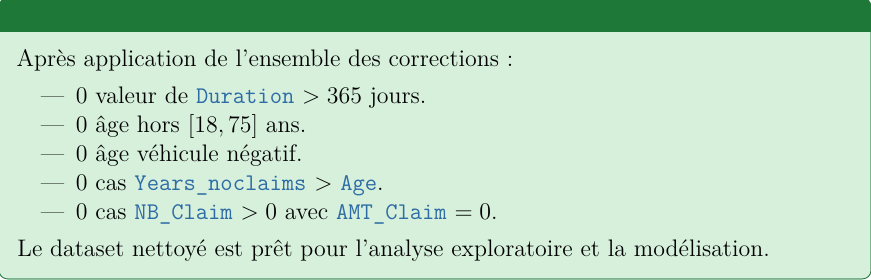 Après application de l'ensemble des corrections :
— 0 valeur de Duration > 365 jours.
— 0 âge hors [18, 75] ans.
— 0 âge véhicule négatif.
— 0 cas Years_noclaims > Age.
— 0 cas NB_Claim > 0 avec AMT_Claim = 0.
Le dataset nettoyé est prêt pour l'analyse exploratoire et la modélisation.